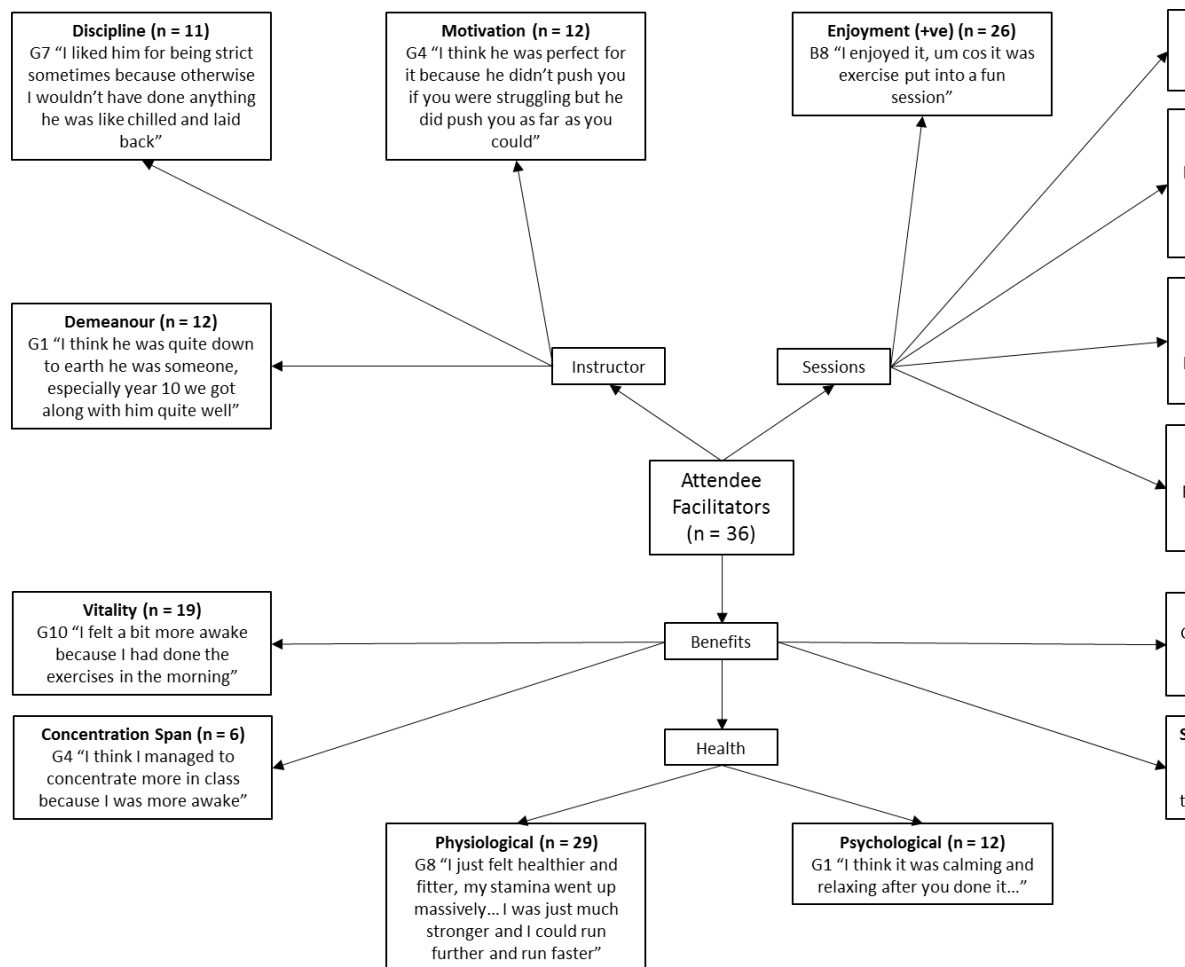 Discipline (n = 11)
G7 “I liked him for being strict
sometimes because otherwise
I wouldn’t have done anything
he was like chilled and laid
back”
Motivation (n = 12)
G4 “I think he was perfect for
it because he didn’t push you
if you were struggling but he
did push you as far as you
could”
Enjoyment (+ve) (n = 26)
B8 “I enjoyed it, um cos it was
exercise put into a fun
session”
Demeanour (n = 12)
G1 “I think he was quite down
to earth he was someone,
especially year 10 we got
along with him quite well”
Instructor
Sessions
Attendee
Facilitators
(n = 36)
Vitality (n = 19)
G10 “I felt a bit more awake
because I had done the
exercises in the morning”
Benefits
Concentration Span (n = 6)
G4 “I think I managed to
concentrate more in class
because I was more awake”
Health
Physiological (n = 29)
G8 “I just felt healthier and
fitter, my stamina went up
massively... I was just much
stronger and I could run
further and run faster”
Psychological (n = 12)
G1 “I think it was calming and
relaxing after you done it...”